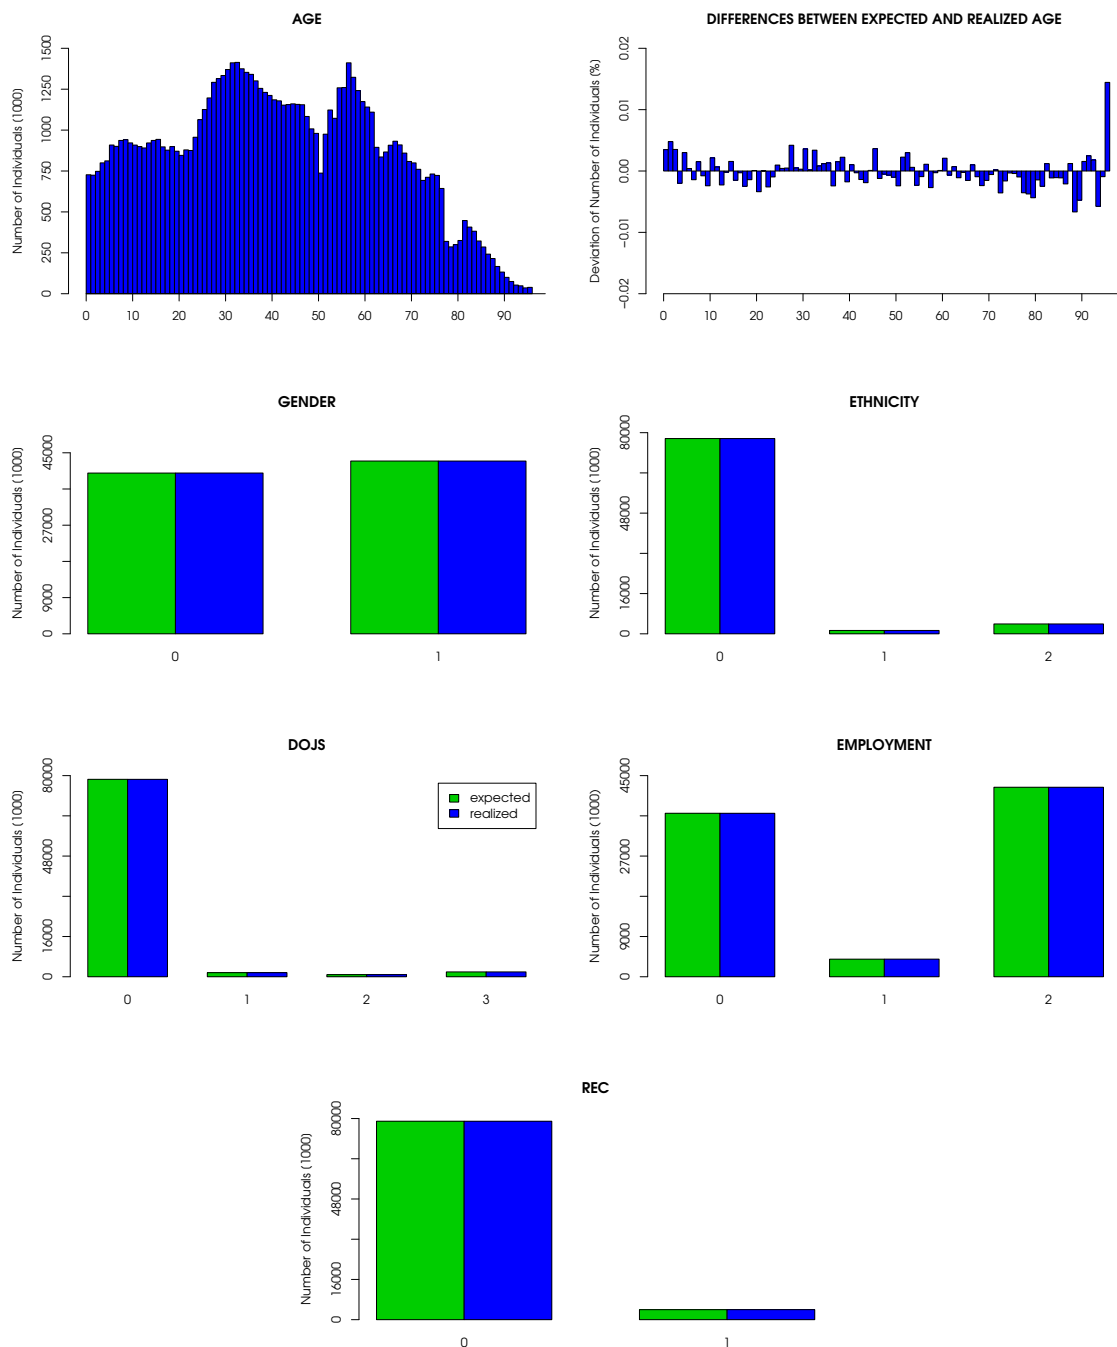 AGE
Number of Individuals (1000)
1500
1250
1000
750
500
250
0
0 10 20 30 40 50 60 70 80 90
DIFFERENCES BETWEEN EXPECTED AND REALIZED AGE
Deviation of Number of Individuals (%)
0.02
0.01
0.00
−0.01
−0.02
0 10 20 30 40 50 60 70 80 90
GENDER
Number of Individuals (1000)
45000
27000
9000
0
0 1
ETHNICITY
Number of Individuals (1000)
80000
48000
16000
0
0 1 2
DOJS
Number of Individuals (1000)
80000
48000
16000
0
expected
realized
0 1 2 3
EMPLOYMENT
Number of Individuals (1000)
45000
27000
9000
0
0 1 2
REC
Number of Individuals (1000)
80000
48000
16000
0
0 1